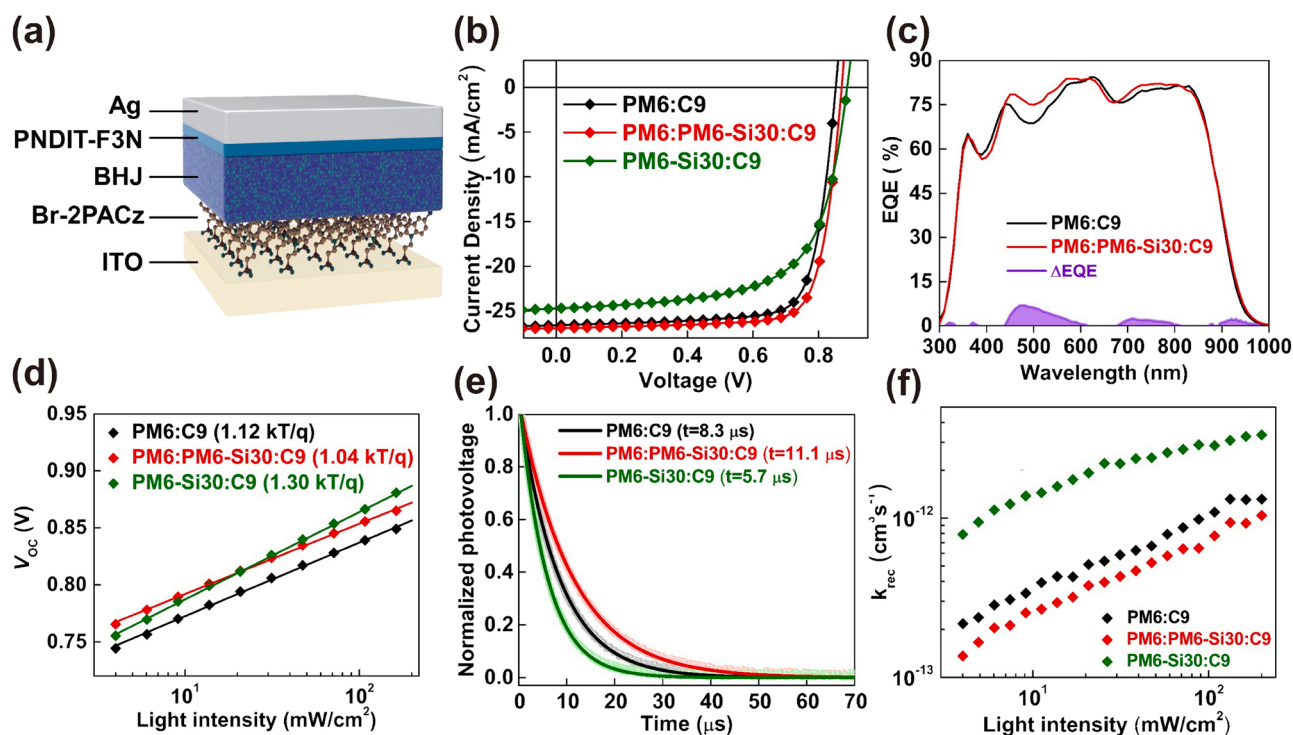 (a)
Ag
PNDIT-F3N
BHJ
Br-2PACz
ITO
(b)
0
-5
-10
-15
-20
-25
Current Density (mA/cm²)
PM6:C9
PM6:PM6-Si30:C9
PM6-Si30:C9
0.0 0.2 0.4 0.6 0.8
Voltage (V)
(c)
90
75
60
45
30
15
0
EQE (%)
PM6:C9
PM6:PM6-Si30:C9
ΔEQE
300 400 500 600 700 800 900 1000
Wavelength (nm)
(d)
0.95
0.90
0.85
0.80
0.75
Voc (V)
PM6:C9 (1.12 kT/q)
PM6:PM6-Si30:C9 (1.04 kT/q)
PM6-Si30:C9 (1.30 kT/q)
10¹ 10²
Light intensity (mW/cm²)
(e)
1.0
0.8
0.6
0.4
0.2
0.0
Normalized photovoltage
PM6:C9 (t=8.3 μs)
PM6:PM6-Si30:C9 (t=11.1 μs)
PM6-Si30:C9 (t=5.7 μs)
0 10 20 30 40 50 60 70
Time (μs)
(f)
10⁻¹²
10⁻¹³
krec (cm³s⁻¹)
PM6:C9
PM6:PM6-Si30:C9
PM6-Si30:C9
10¹ 10²
Light intensity (mW/cm²)